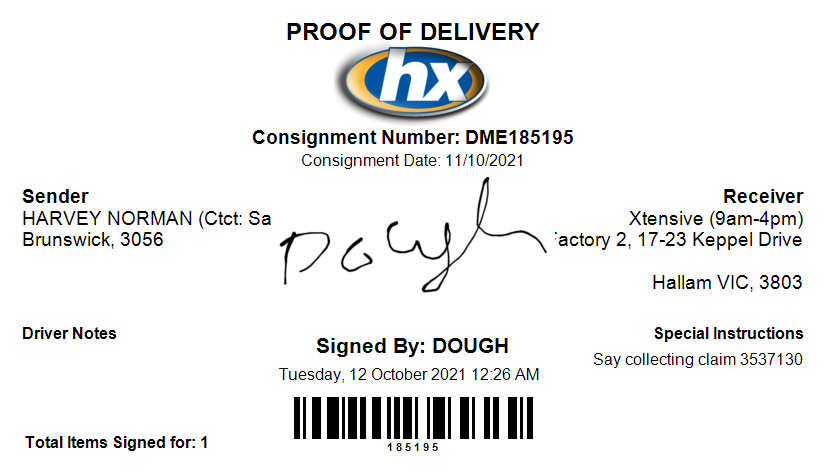 PROOF OF DELIVERY
hx
Consignment Number: DME185195
Consignment Date: 11/10/2021
Sender
HARVEY NORMAN (Ctct: Sa
Brunswick, 3056
Dough
Receiver
Xtensive (9am-4pm)
actory 2, 17-23 Keppel Drive
Hallam VIC, 3803
Driver Notes
Signed By: DOUGH
Tuesday, 12 October 2021 12:26 AM
Special Instructions
Say collecting claim 3537130
185195
Total Items Signed for: 1